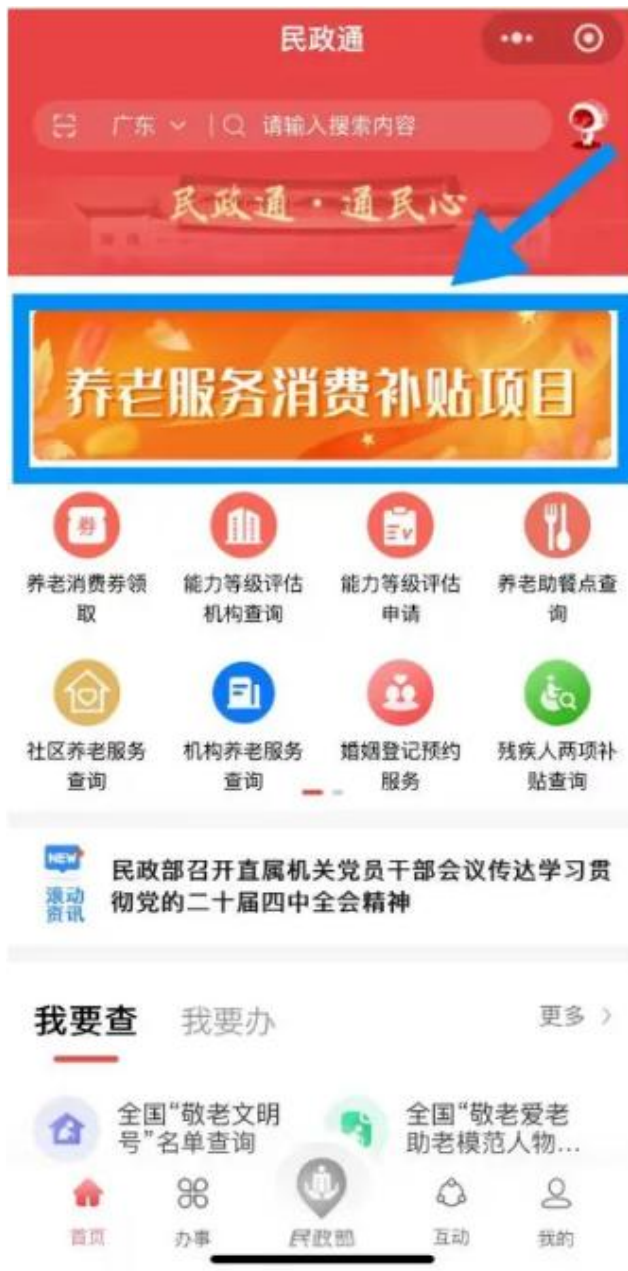 民政通
广东 | 请输入搜索内容
民政通·通民心
养老服务消费补贴项目
券
养老消费券领
取
能力等级评估
机构查询
能力等级评估
申请
养老助餐点查
询
社区养老服务
查询
机构养老服务
查询
婚姻登记预约
服务
残疾人两项补
贴查询
NEW
滚动
资讯
民政部召开直属机关党员干部会议传达学习贯
彻党的二十届四中全会精神
我要查 我要办 更多
全国“敬老文明
号”名单查询
全国“敬老爱老
助老模范人物...
首页 办事 民政部 互动 我的